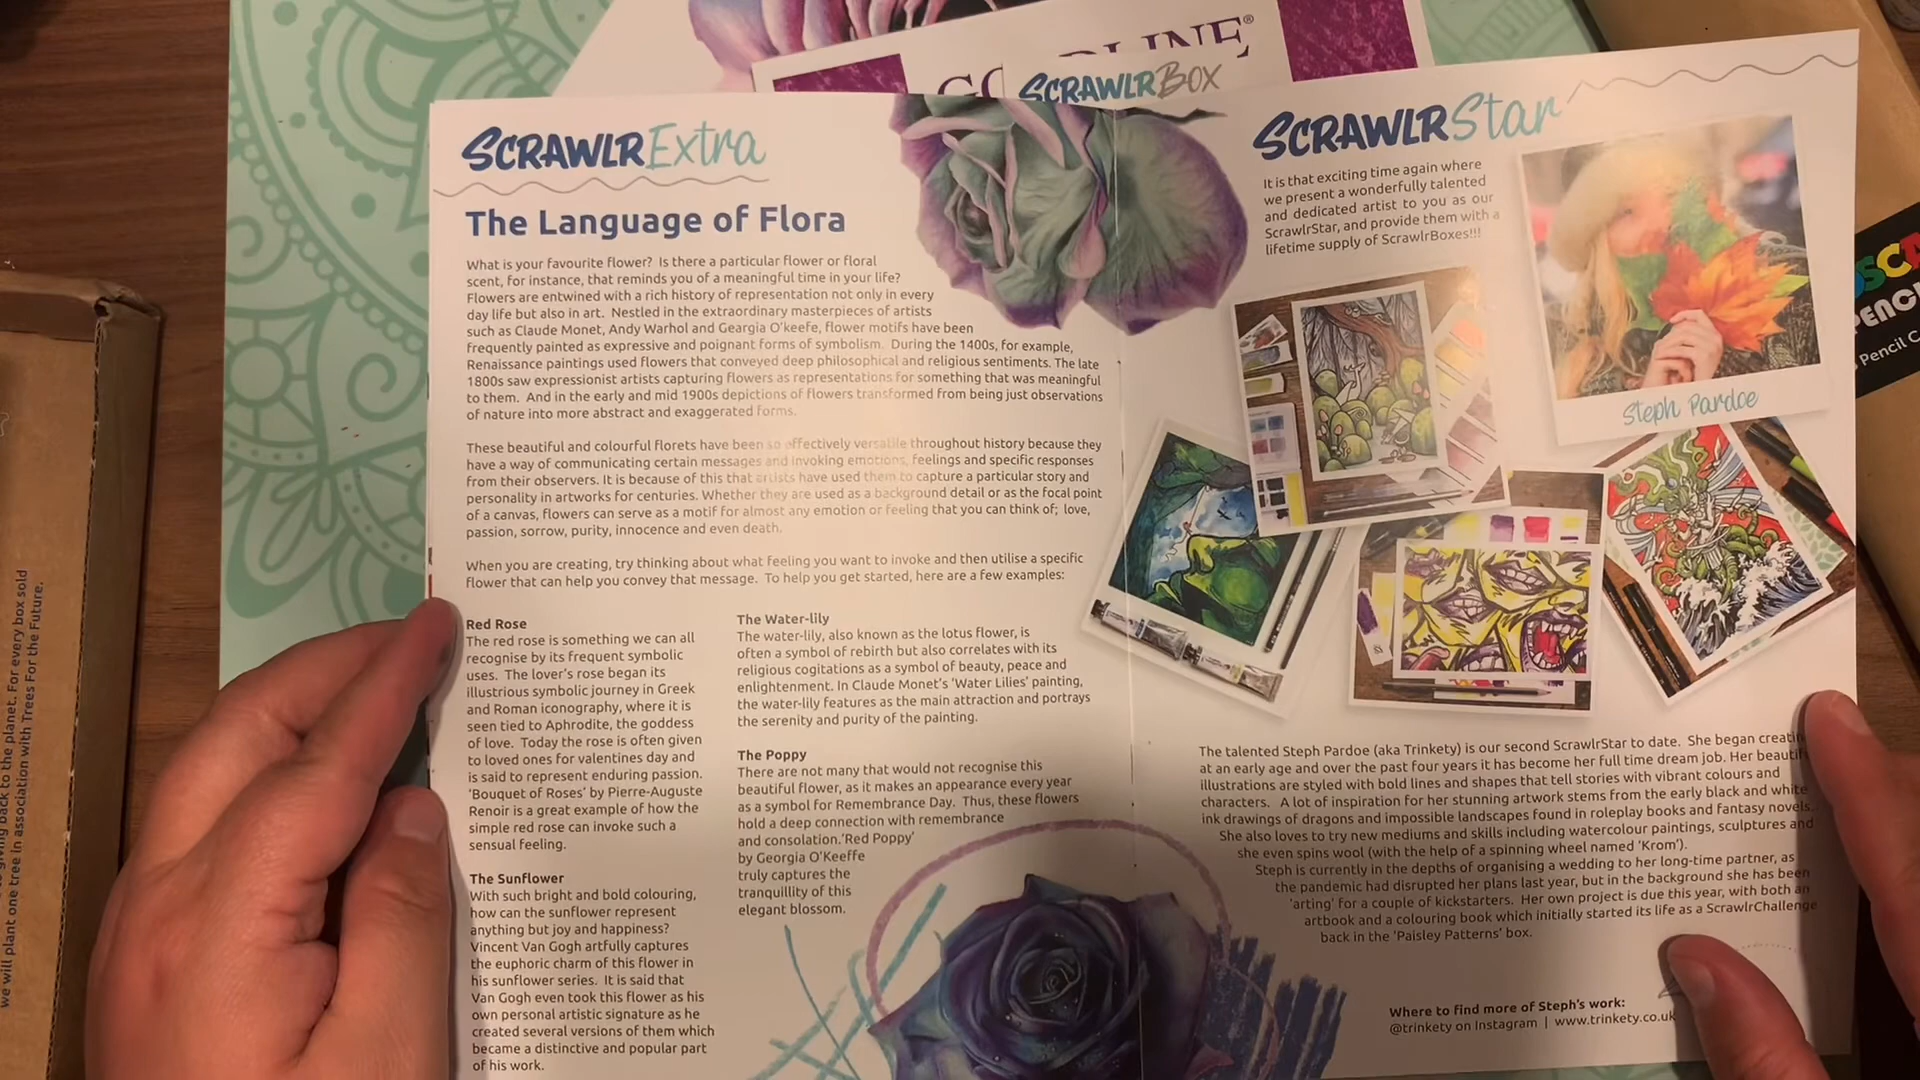 SCRAWLRBOX
SCRAWLRExtra
The Language of Flora
What is your favourite flower? Is there a particular flower or floral
scent, for instance, that reminds you of a meaningful time in your life?
Flowers are entwined with a rich history of representation not only in every
day life but also in art. Nestled in the extraordinary masterpieces of artists
such as Claude Monet, Andy Warhol and Geargia O'keefe, flower motifs have been
frequently painted as expressive and poignant forms of symbolism. During the 1400s, for example,
Renaissance paintings used flowers that conveyed deep philosophical and religious sentiments. The late
1800s saw expressionist artists capturing flowers as representations for something that was meaningful
to them. And in the early and mid 1900s depictions of flowers transformed from being just observations
of nature into more abstract and exaggerated forms.
These beautiful and colourful florets have been so effectively versatile throughout history because they
have a way of communicating certain messages and invoking emotions, feelings and specific responses
from their observers. It is because of this that artists have used them to capture a particular story and
personality in artworks for centuries. Whether they are used as a background detail or as the focal point
of a canvas, flowers can serve as a motif for almost any emotion or feeling that you can think of; love,
passion, sorrow, purity, innocence and even death.
When you are creating, try thinking about what feeling you want to invoke and then utilise a specific
flower that can help you convey that message. To help you get started, here are a few examples:
Red Rose
The red rose is something we can all
recognise by its frequent symbolic
uses. The lover's rose began its
illustrious symbolic journey in Greek
and Roman iconography, where it is
seen tied to Aphrodite, the goddess
of love. Today the rose is often given
to loved ones for valentines day and
is said to represent enduring passion.
'Bouquet of Roses' by Pierre-Auguste
Renoir is a great example of how the
simple red rose can invoke such a
sensual feeling.
The Sunflower
With such bright and bold colouring,
how can the sunflower represent
anything but joy and happiness?
Vincent Van Gogh artfully captures
the euphoric charm of this flower in
his sunflower series. It is said that
Van Gogh even took this flower as his
own personal artistic signature as he
created several versions of them which
became a distinctive and popular part
of his work.
The Water-lily
The water-lily, also known as the lotus flower, is
often a symbol of rebirth but also correlates with its
religious cogitations as a symbol of beauty, peace and
enlightenment. In Claude Monet's 'Water Lilies' painting,
the water-lily features as the main attraction and portrays
the serenity and purity of the painting.
The Poppy
There are not many that would not recognise this
beautiful flower, as it makes an appearance every year
as a symbol for Remembrance Day. Thus, these flowers
hold a deep connection with remembrance
and consolation.'Red Poppy'
by Georgia O'Keeffe
truly captures the
tranquillity of this
elegant blossom.
SCRAWLRStar
It is that exciting time again where
we present a wonderfully talented
and dedicated artist to you as our
ScrawlrStar, and provide them with a
lifetime supply of ScrawlrBoxes!!!
Steph Pardoe
The talented Steph Pardoe (aka Trinkety) is our second ScrawlrStar to date. She began
at an early age and over the past four years it has become her full time dream job. Her
illustrations are styled with bold lines and shapes that tell stories with vibrant colours and
characters. A lot of inspiration for her stunning artwork stems from the early black and white
ink drawings of dragons and impossible landscapes found in roleplay books and fantasy novels.
She also loves to try new mediums and skills including watercolour paintings, sculptures and
she even spins wool (with the help of a spinning wheel named 'Krom').
Steph is currently in the depths of organising a wedding to her long-time partner, as
the pandemic had disrupted her plans last year, but in the background she has been
'arting' for a couple of kickstarters. Her own project is due this year, with both an
artbook and a colouring book which initially started its life as a ScrawlrChallenge
back in the 'Paisley Patterns' box.
Where to find more of Steph's work:
@trinkety on Instagram | www.trinkety.co.uk
back to the planet. For every box sold
we will plant one tree in association with Trees For the Future.
Pencil